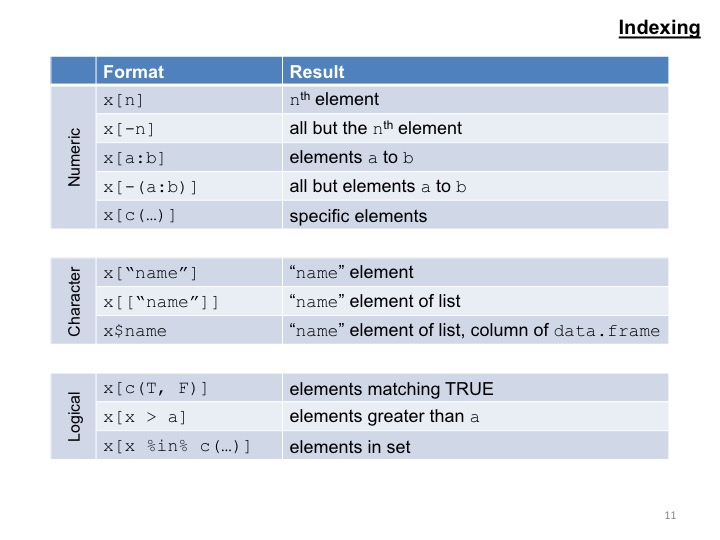 Indexing
Format Result
Numeric
x[n] nth element
x[-n] all but the nth element
x[a:b] elements a to b
x[-(a:b)] all but elements a to b
x[c(…)] specific elements
Character
x[“name”] “name” element
x[[“name”]] “name” element of list
x$name “name” element of list, column of data.frame
Logical
x[c(T, F)] elements matching TRUE
x[x > a] elements greater than a
x[x %in% c(…)] elements in set
11